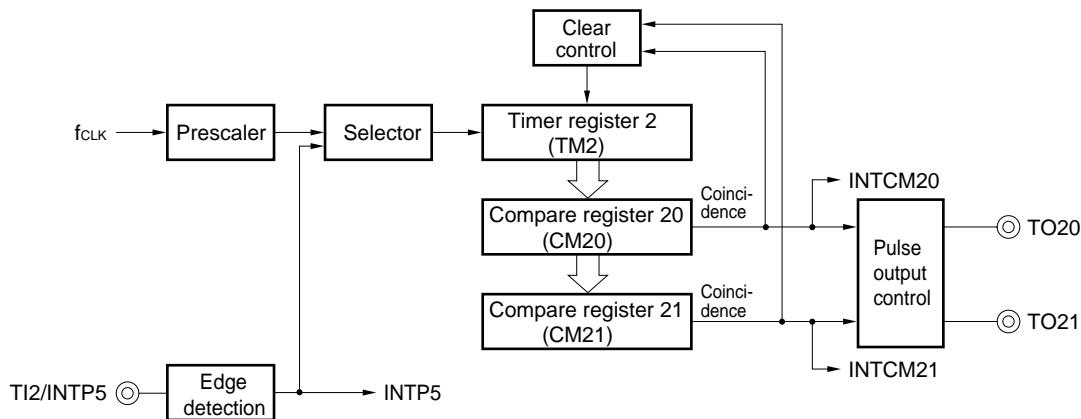 Clear
control
fCLK
Prescaler
Selector
Timer register 2
(TM2)
Coinci-
dence
INTCM20
Compare register 20
(CM20)
TO20
Pulse
output
control
Coinci-
dence
Compare register 21
(CM21)
TO21
INTCM21
TI2/INTP5
Edge
detection
INTP5